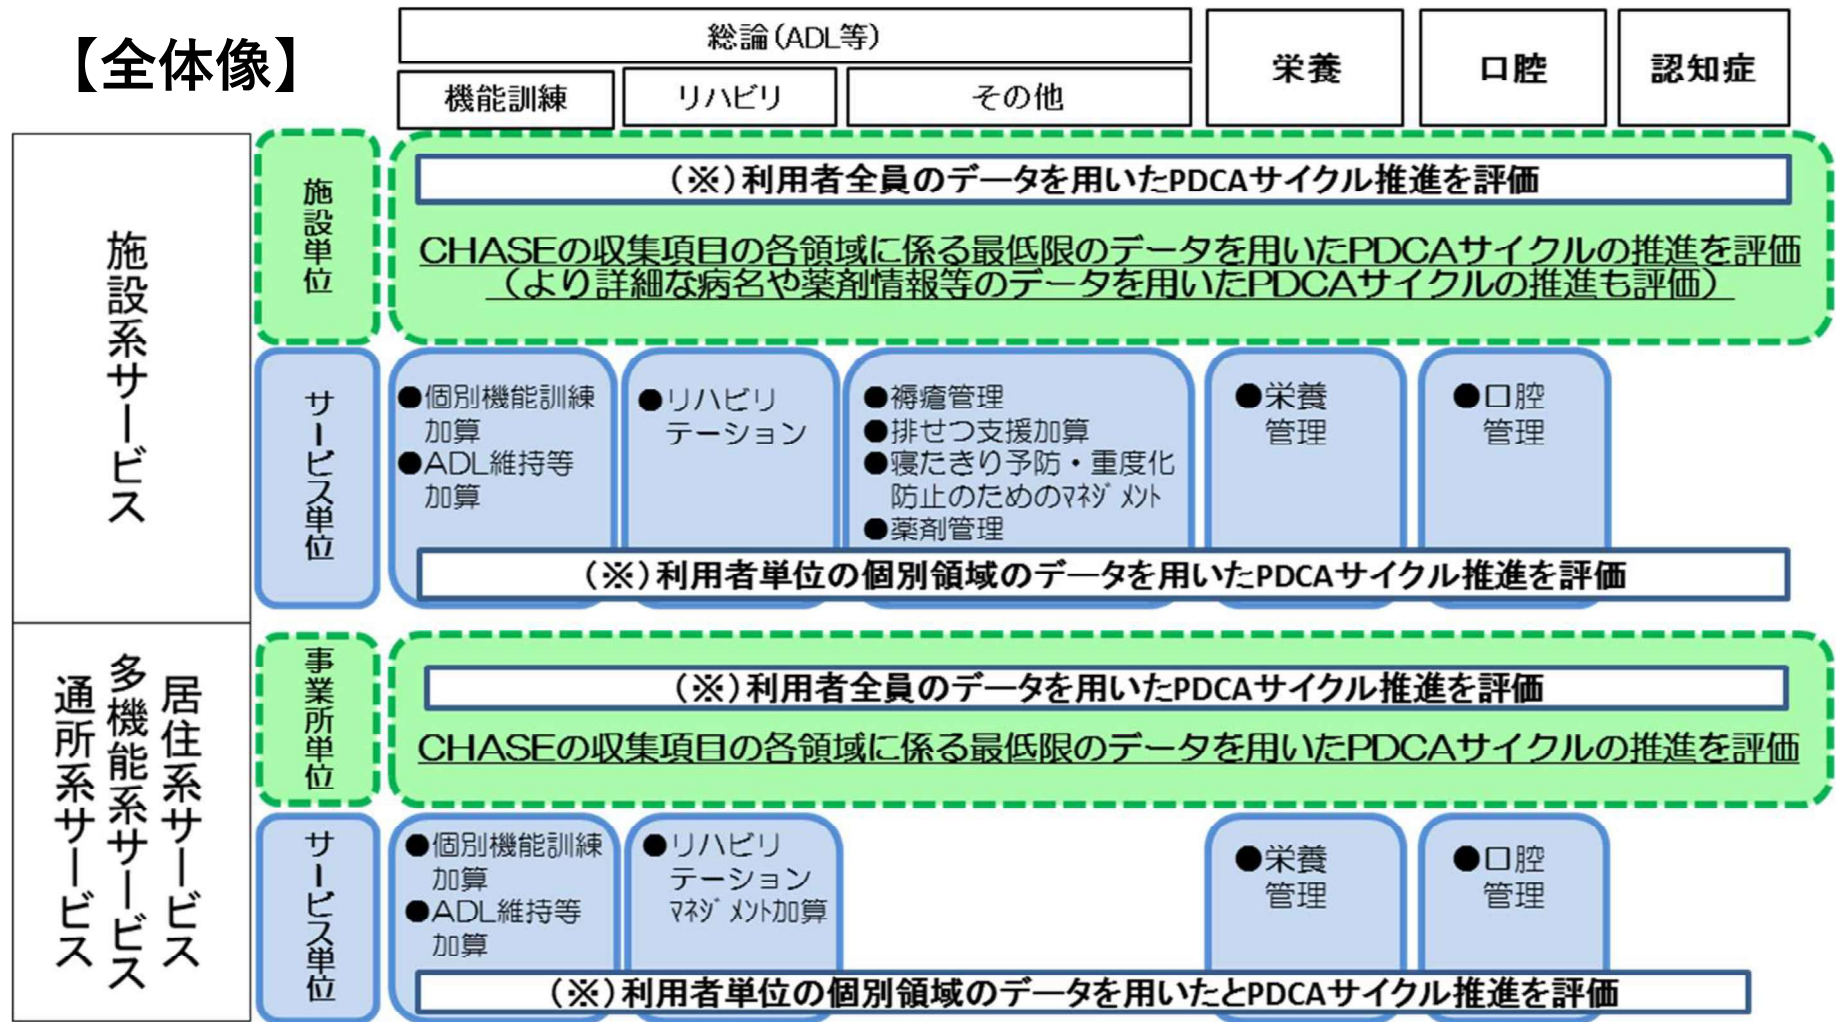 【全体像】
総論(ADL等)
機能訓練
リハビリ
その他
栄養
口腔
認知症
施設系サービス
施設単位
(※)利用者全員のデータを用いたPDCAサイクル推進を評価
CHASEの収集項目の各領域に係る最低限のデータを用いたPDCAサイクルの推進を評価
(より詳細な病名や薬剤情報等のデータを用いたPDCAサイクルの推進も評価)
サービス単位
●個別機能訓練
加算
●ADL維持等
加算
●リハビリ
テーション
●褥瘡管理
●排せつ支援加算
●寝たきり予防・重度化
防止のためのﾏﾈｼﾞﾒﾝﾄ
●薬剤管理
●栄養
管理
●口腔
管理
(※)利用者単位の個別領域のデータを用いたPDCAサイクル推進を評価
居住系サービス
多機能系サービス
通所系サービス
事業所単位
(※)利用者全員のデータを用いたPDCAサイクル推進を評価
CHASEの収集項目の各領域に係る最低限のデータを用いたPDCAサイクルの推進を評価
サービス単位
●個別機能訓練
加算
●ADL維持等
加算
●リハビリ
テーション
ﾏﾈｼﾞﾒﾝﾄ加算
●栄養
管理
●口腔
管理
(※)利用者単位の個別領域のデータを用いたとPDCAサイクル推進を評価